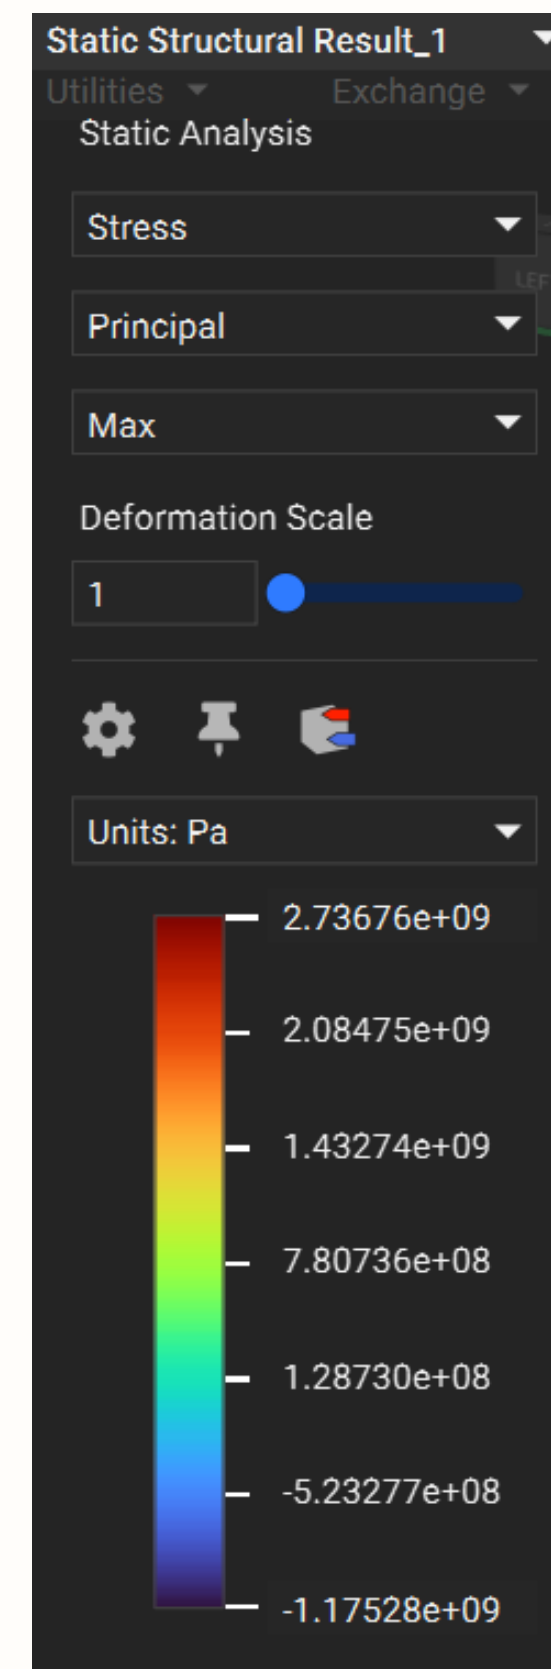 Static Structural Result_1
Utilities Exchange
Static Analysis
Stress
LEF
Principal
Max
Deformation Scale
1
Units: Pa
2.73676e+09
2.08475e+09
1.43274e+09
7.80736e+08
1.28730e+08
-5.23277e+08
-1.17528e+09